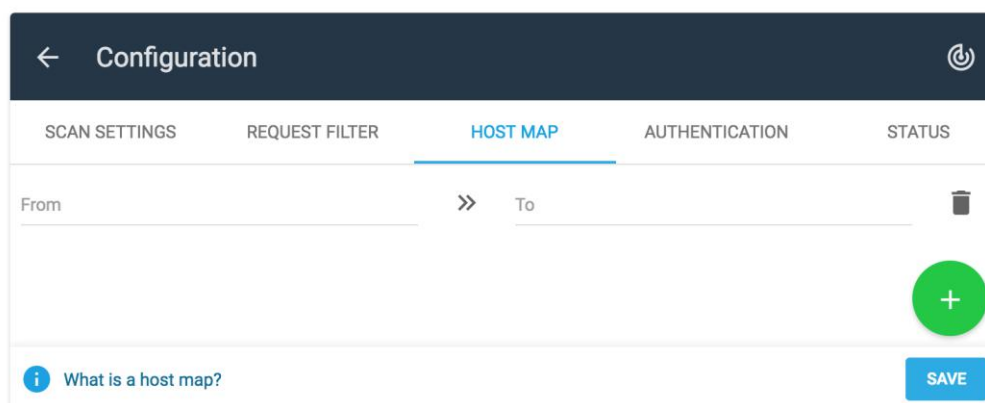 Configuration
SCAN SETTINGS REQUEST FILTER HOST MAP AUTHENTICATION STATUS
From » To
+
What is a host map? SAVE